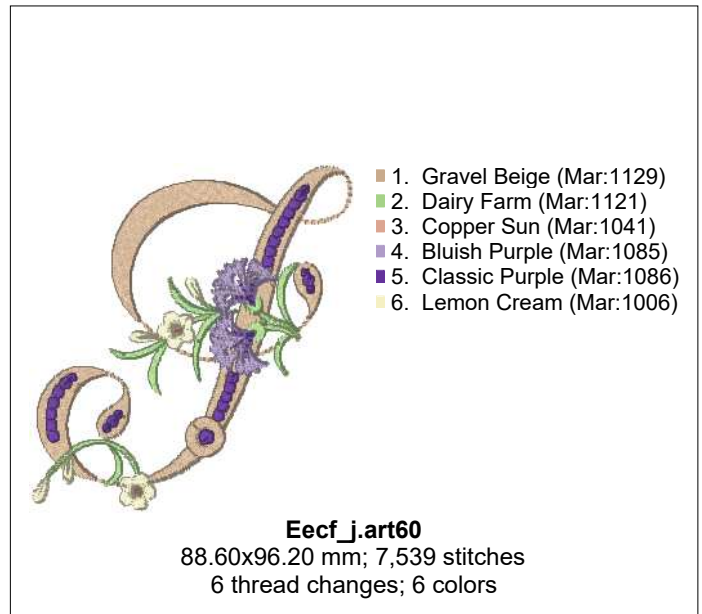 1. Gravel Beige (Mar:1129)
2. Dairy Farm (Mar:1121)
3. Copper Sun (Mar:1041)
4. Bluish Purple (Mar:1085)
5. Classic Purple (Mar:1086)
6. Lemon Cream (Mar:1006)
Eecf_j.art60
88.60x96.20 mm; 7,539 stitches
6 thread changes; 6 colors